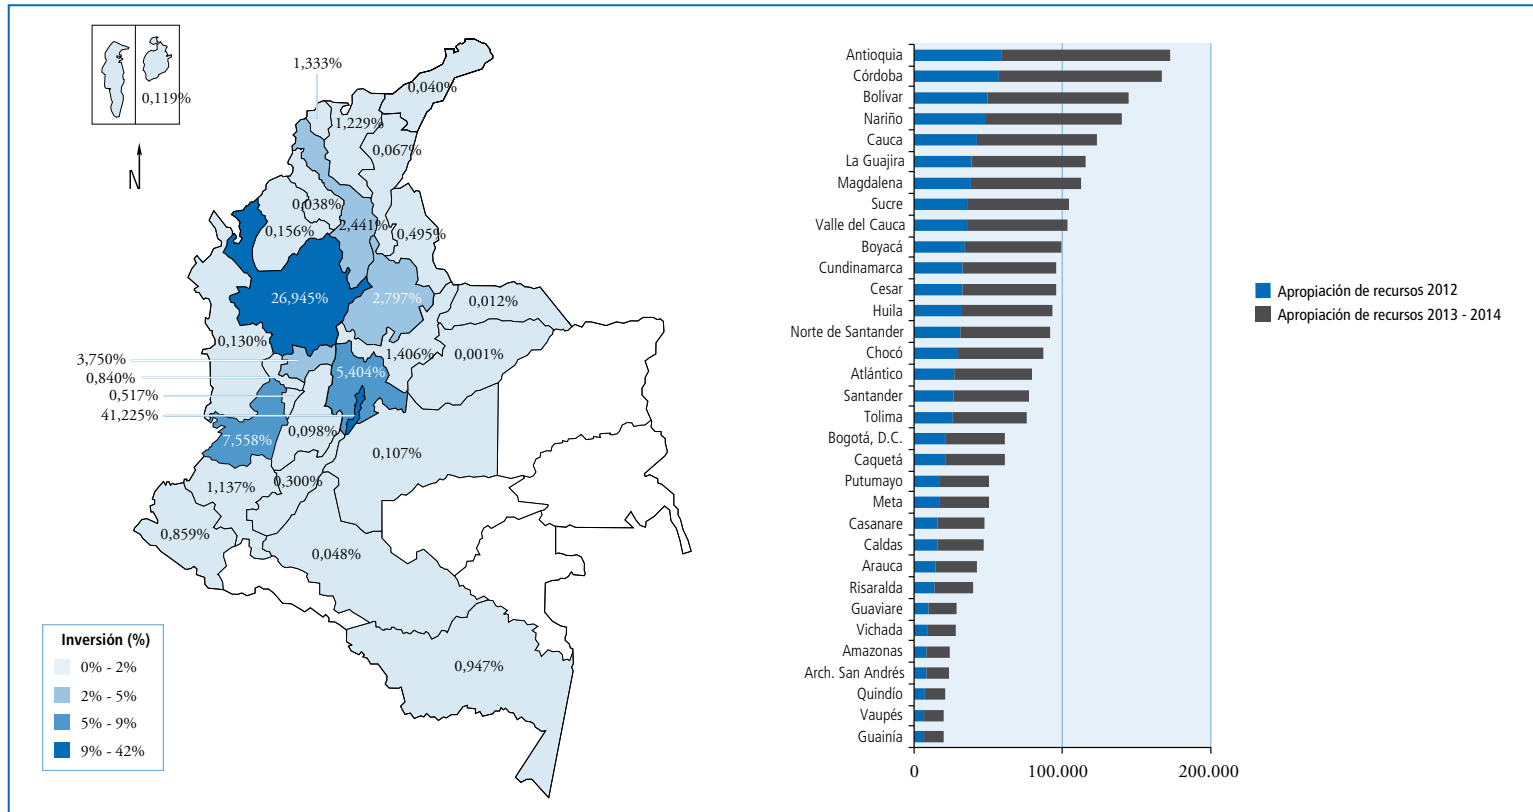 1,333%
0,040%
0,119%
1,229%
0,067%
N
0,038%
2,441%
0,156%
0,495%
26,945%
2,797%
0,012%
0,130%
1,406%
0,001%
3,750%
5,404%
0,840%
0,517%
41,225%
0,098%
7,558%
0,107%
1,137%
0,300%
0,859%
0,048%
0,947%
Inversión (%)
0% - 2%
2% - 5%
5% - 9%
9% - 42%
Antioquia
Córdoba
Bolívar
Nariño
Cauca
La Guajira
Magdalena
Sucre
Valle del Cauca
Boyacá
Cundinamarca
Cesar
Huila
Norte de Santander
Chocó
Atlántico
Santander
Tolima
Bogotá, D.C.
Caquetá
Putumayo
Meta
Casanare
Caldas
Arauca
Risaralda
Guaviare
Vichada
Amazonas
Arch. San Andrés
Quindío
Vaupés
Guainía
0
100.000
200.000
Apropiación de recursos 2012
Apropiación de recursos 2013 - 2014